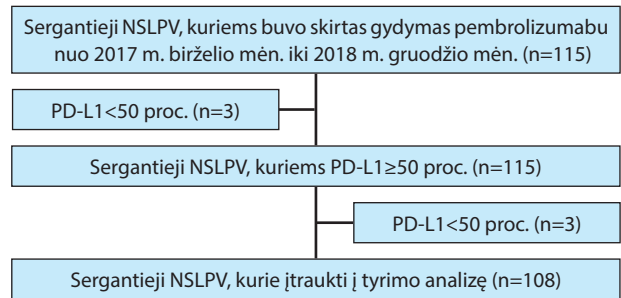 Sergantieji NSLPV, kuriems buvo skirtas gydymas pembrolizumabu
nuo 2017 m. birželio mėn. iki 2018 m. gruodžio mėn. (n=115)
PD-L1<50 proc. (n=3)
Sergantieji NSLPV, kuriems PD-L1≥50 proc. (n=115)
PD-L1<50 proc. (n=3)
Sergantieji NSLPV, kurie įtraukti į tyrimo analizę (n=108)